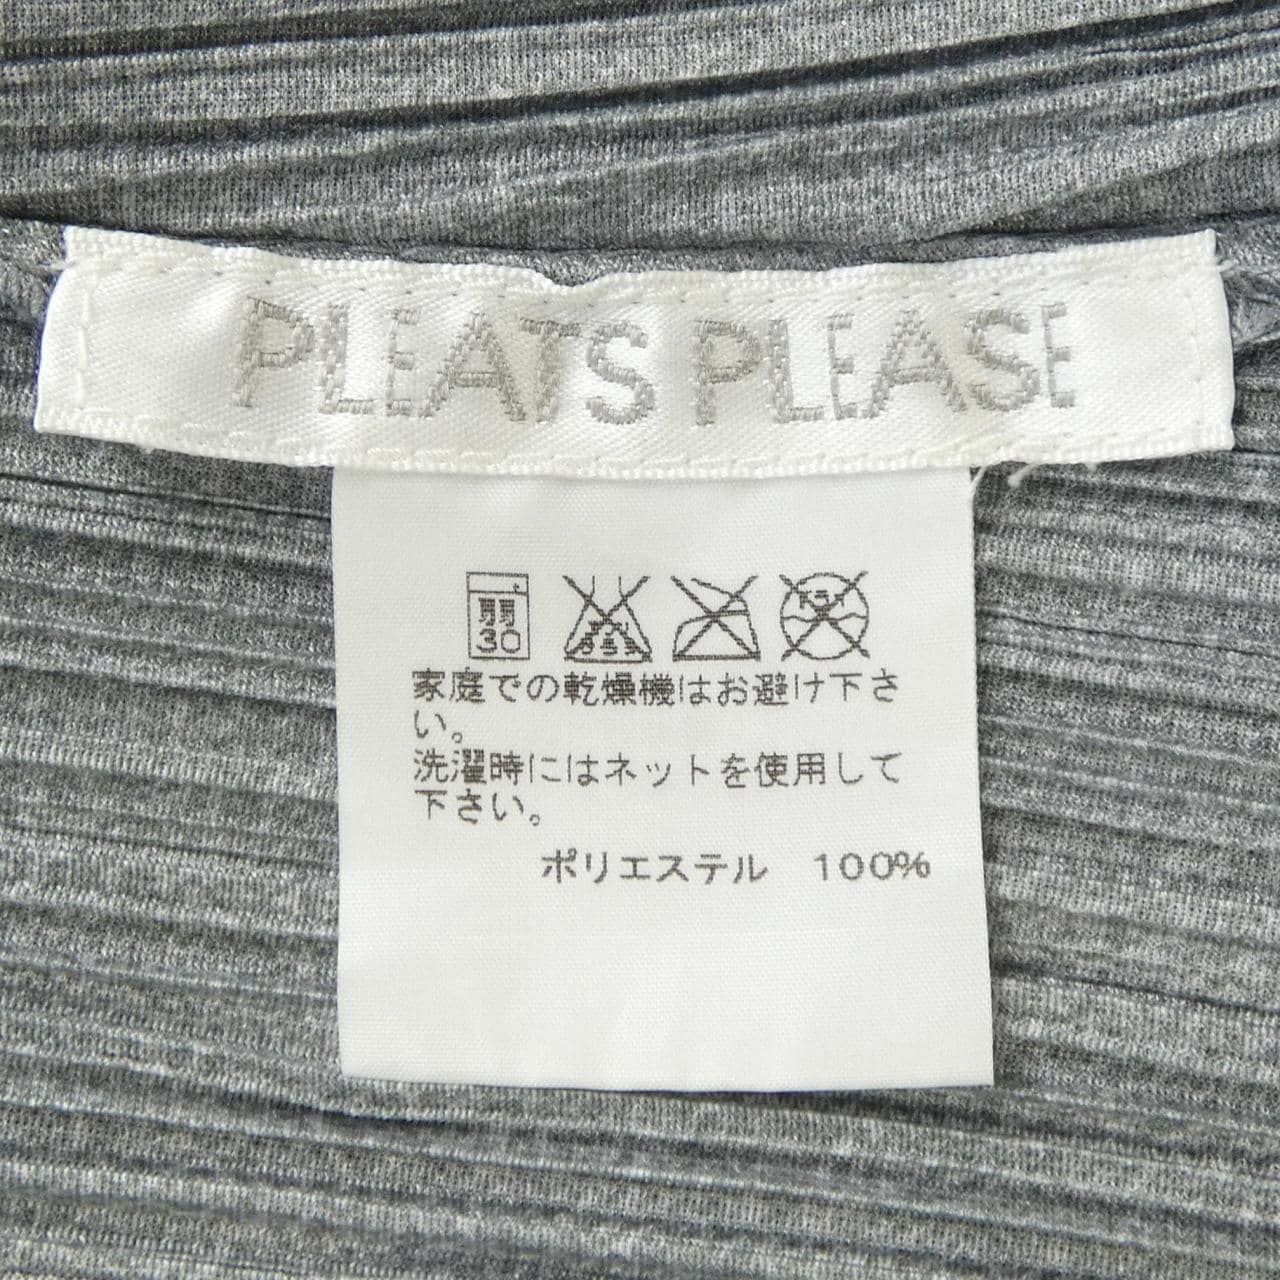 PLEATS PLEASE
弱
30
家庭での乾燥機はお避け下さ
い。
洗濯時にはネットを使用して
下さい。
ポリエステル 100%